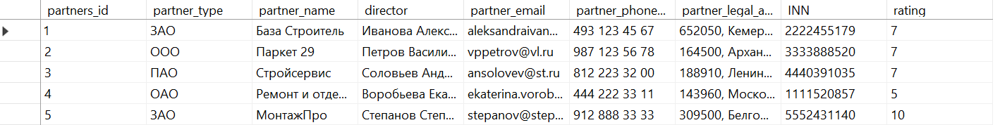 partners_id partner_type partner_name director partner_email partner_phone... partner_legal_a... INN rating
1 ЗАО База Строитель Иванова Алекс... aleksandraivan... 493 123 45 67 652050, Кемер... 2222455179 7
2 ООО Паркет 29 Петров Васили... vppetrov@vl.ru 987 123 56 78 164500, Архан... 3333888520 7
3 ПАО Стройсервис Соловьев Анд... ansolovev@st.ru 812 223 32 00 188910, Ленин... 4440391035 7
4 ОАО Ремонт и отде... Воробьева Ека... ekaterina.vorob... 444 222 33 11 143960, Моско... 1111520857 5
5 ЗАО МонтажПро Степанов Степ... stepanov@step... 912 888 33 33 309500, Белго... 5552431140 10